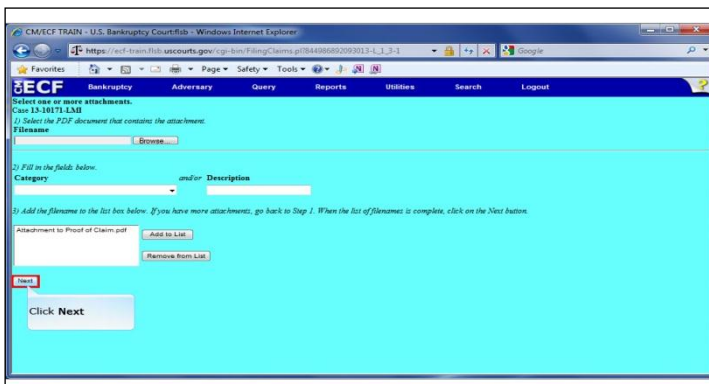 CM/ECF TRAIN - U.S. Bankruptcy Court:flsb - Windows Internet Explorer
https://ecf-train.flsb.uscourts.gov/cgi-bin/FilingClaims.pl?844986892093013-L_1_3-1 Google
Favorites Page Safety Tools
ECF Bankruptcy Adversary Query Reports Utilities Search Logout ?
Select one or more attachments.
Case 13-10171-LMI
1) Select the PDF document that contains the attachment.
Filename
Browse...
2) Fill in the fields below.
Category and/or Description
3) Add the filename to the list box below. If you have more attachments, go back to Step 1. When the list of filenames is complete, click on the Next button.
Attachment to Proof of Claim.pdf Add to List
Remove from List
Next
Click Next